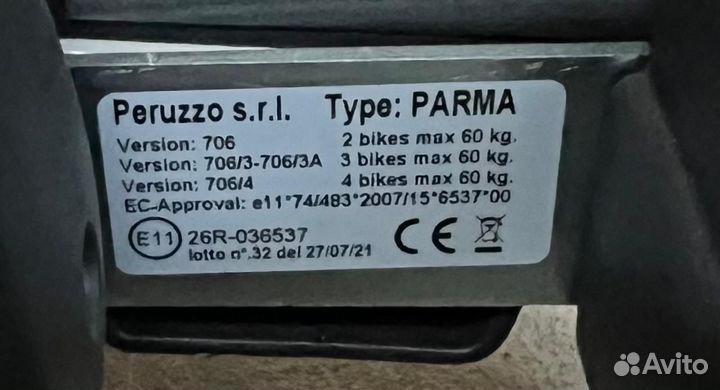 Peruzzo s.r.l. Type: PARMA
Version: 706 2 bikes max 60 kg.
Version: 706/3-706/3A 3 bikes max 60 kg.
Version: 706/4 4 bikes max 60 kg.
EC-Approval: e11*74/483*2007/15*6537*00
E11 26R-036537 CE
lotto n°.32 del 27/07/21
Avito